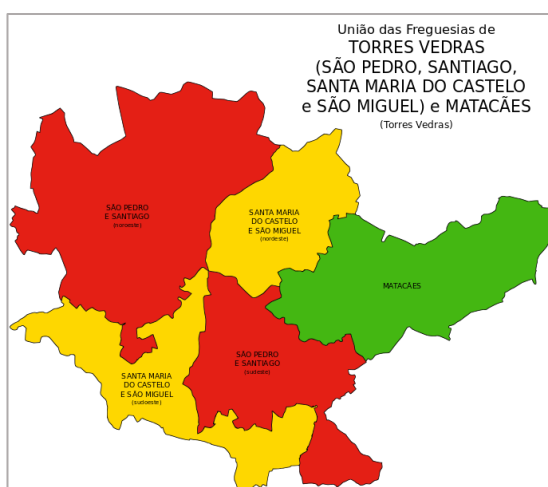 União das Freguesias de
TORRES VEDRAS
(SÃO PEDRO, SANTIAGO,
SANTA MARIA DO CASTELO
e SÃO MIGUEL) e MATACÃES
(Torres Vedras)
SÃO PEDRO
E SANTIAGO
(noroeste)
SANTA MARIA
DO CASTELO
E SÃO MIGUEL
(nordeste)
MATACÃES
SÃO PEDRO
E SANTIAGO
(sudeste)
SANTA MARIA
DO CASTELO
E SÃO MIGUEL
(sudoeste)